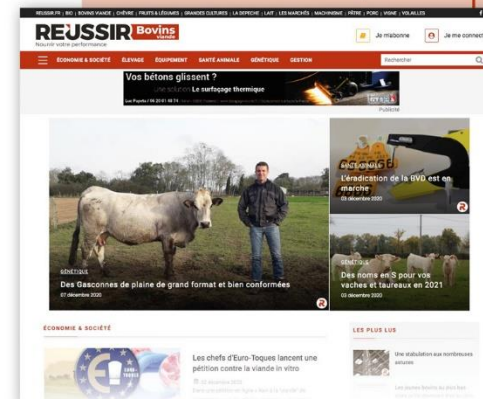 REUSSIR.FR | BIO | BOVINS VIANDE | CHÈVRE | FRUITS & LÉGUMES | GRANDES CULTURES | LA DEPECHE | LAIT | LES MARCHÉS | MACHINISME | PÂTRE | PORC | VIGNE | VOLAILLES
REUSSIR Bovins
viande
Nourrir votre performance
Je m'abonne
Je me connect
ÉCONOMIE & SOCIÉTÉ ÉLEVAGE ÉQUIPEMENT SANTÉ ANIMALE GÉNÉTIQUE GESTION
Rechercher
Vos bétons glissent ?
Une solution Le surfaçage thermique
Publicité
SANTÉ ANIMALE
L'éradication de la BVD est en
marche
03 décembre 2020
GÉNÉTIQUE
Des Gasconnes de plaine de grand format et bien conformées
07 décembre 2020
GÉNÉTIQUE
Des noms en S pour vos
vaches et taureaux en 2021
03 décembre 2020
ÉCONOMIE & SOCIÉTÉ
LES PLUS LUS
Les chefs d'Euro-Toques lancent une
pétition contre la viande in vitro
Une stabulation aux nombreuses
astuces